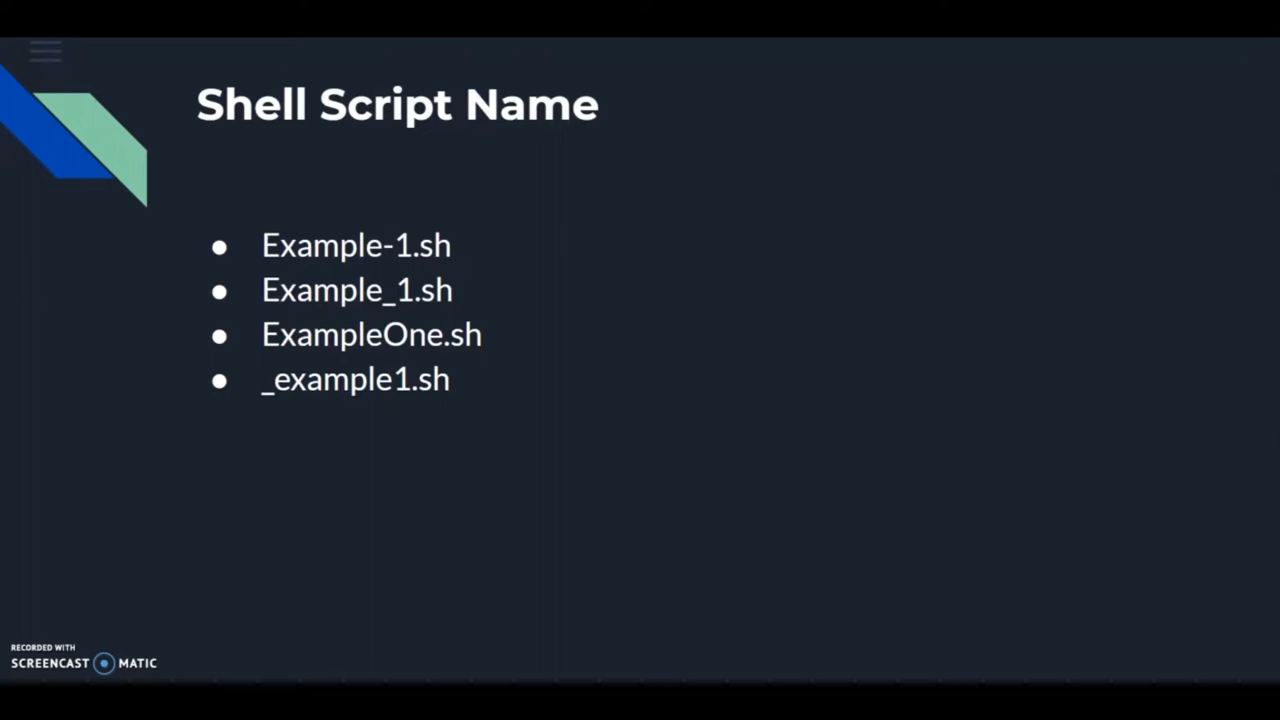 Shell Script Name
● Example-1.sh
● Example_1.sh
● ExampleOne.sh
● _example1.sh
RECORDED WITH
SCREENCAST MATIC